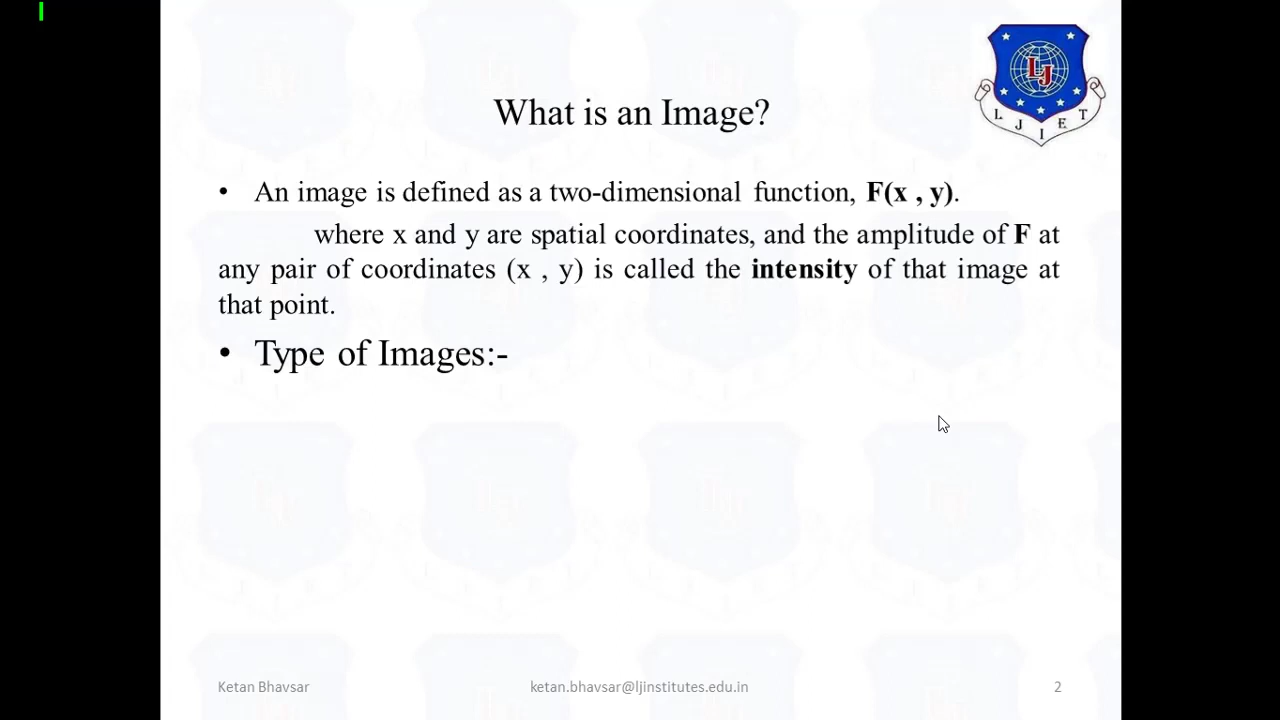 What is an Image?
• An image is defined as a two-dimensional function, F(x , y).
where x and y are spatial coordinates, and the amplitude of F at
any pair of coordinates (x , y) is called the intensity of that image at
that point.
• Type of Images:-
LJ
L J I E T
Ketan Bhavsar
ketan.bhavsar@ljinstitutes.edu.in
2